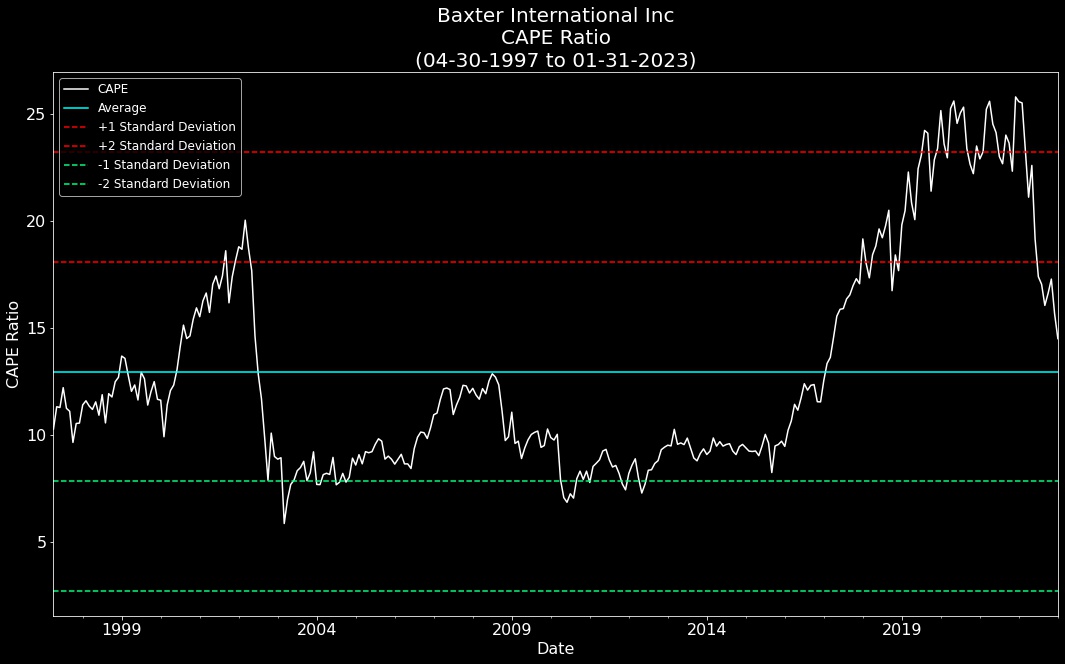 Baxter International Inc
CAPE Ratio
(04-30-1997 to 01-31-2023)
CAPE
Average
+1 Standard Deviation
+2 Standard Deviation
-1 Standard Deviation
-2 Standard Deviation
CAPE Ratio
25
20
15
10
5
1999 2004 2009 2014 2019
Date